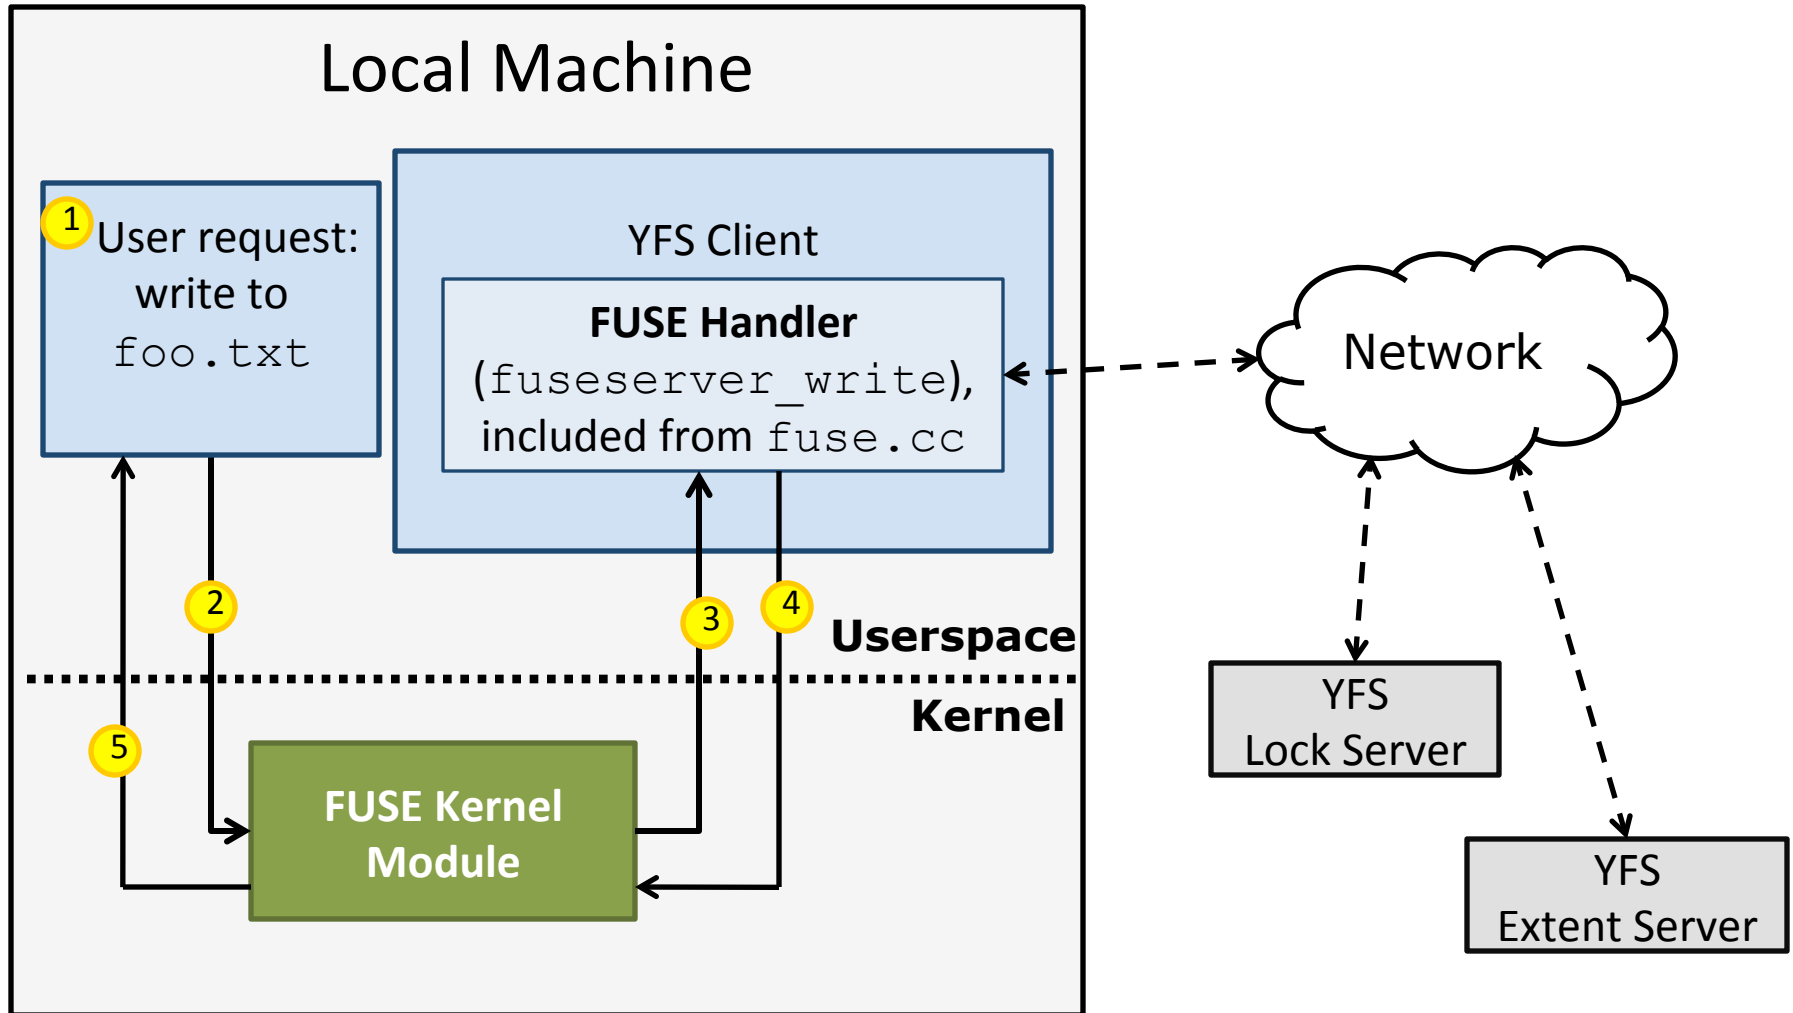 Local Machine
1
User request:
write to
foo.txt
YFS Client
FUSE Handler
(fuseserver_write),
included from fuse.cc
Network
2
3
4
Userspace
Kernel
5
FUSE Kernel
Module
YFS
Lock Server
YFS
Extent Server